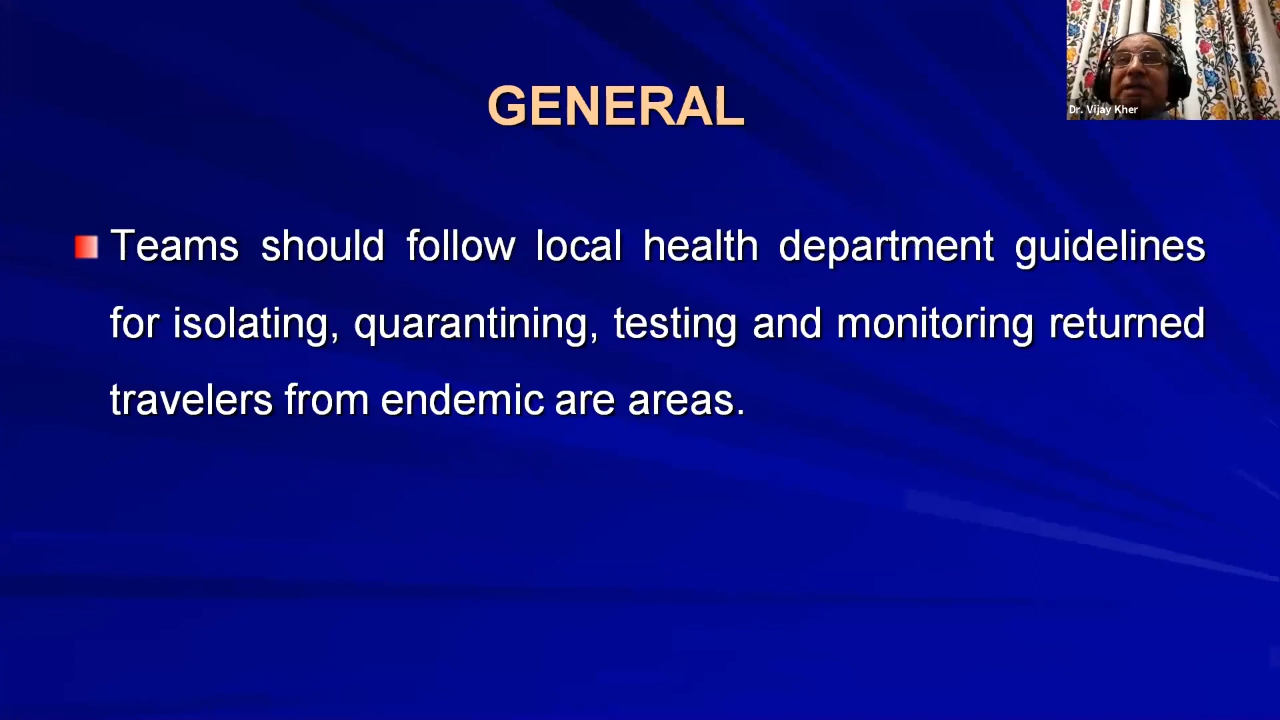 GENERAL
Dr. Vijay Kher
Teams should follow local health department guidelines
for isolating, quarantining, testing and monitoring returned
travelers from endemic are areas.